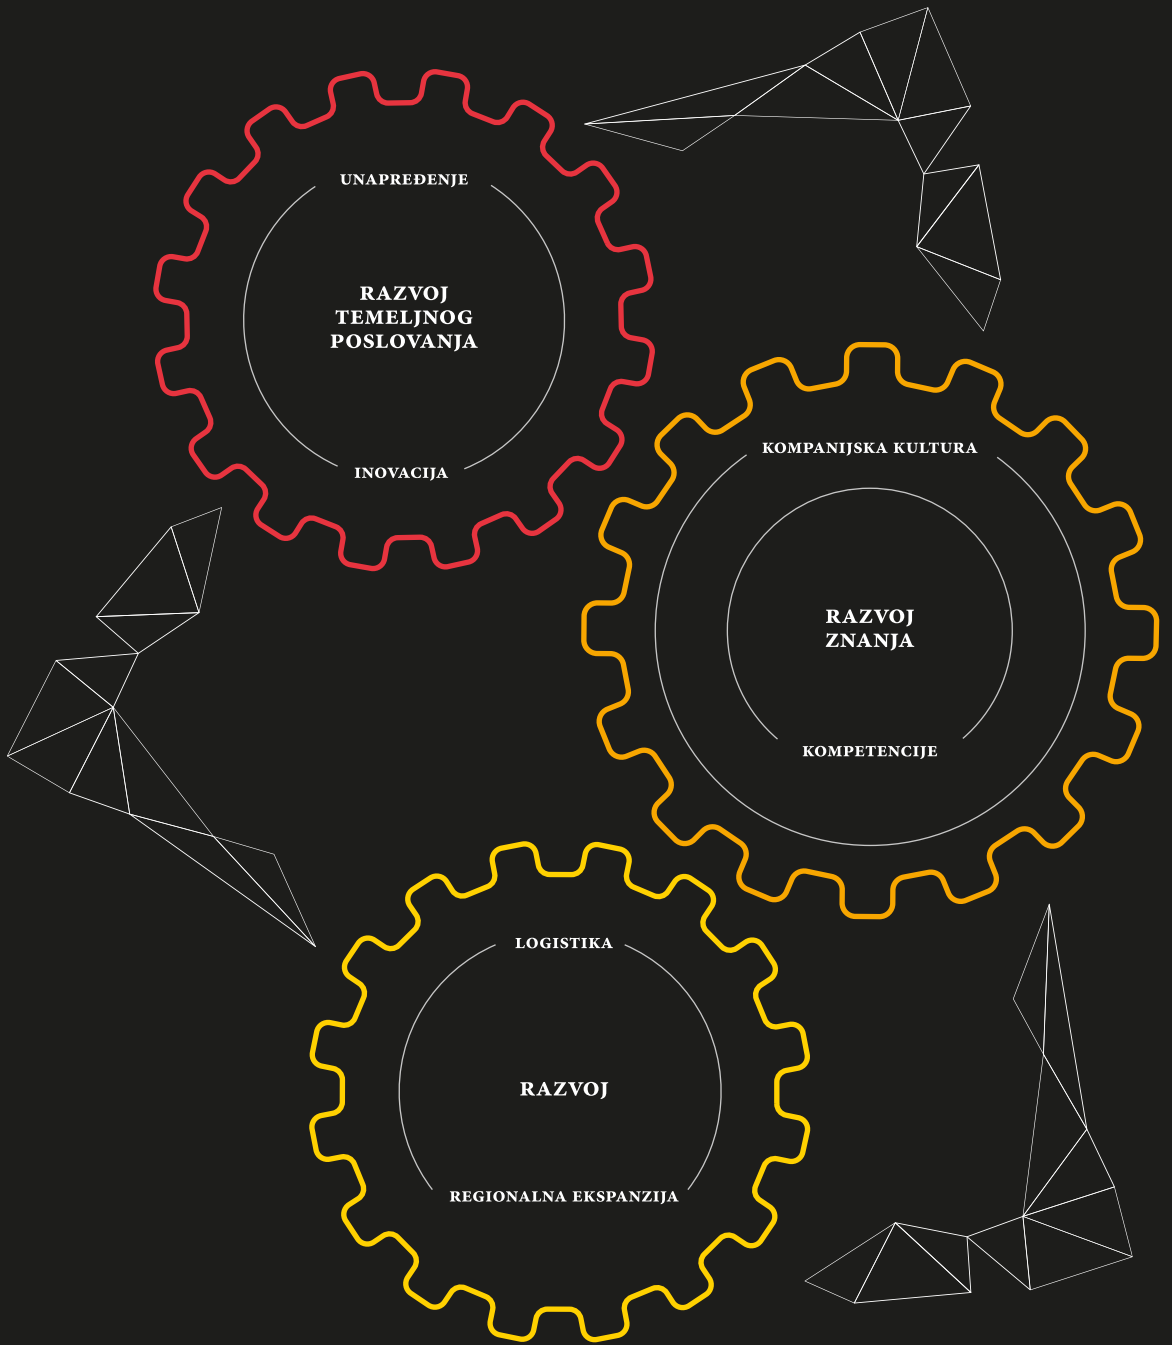 UNAPREĐENJE
RAZVOJ
TEMELJNOG
POSLOVANJA
INOVACIJA
KOMPANIJSKA KULTURA
RAZVOJ
ZNANJA
KOMPETENCIJE
LOGISTIKA
RAZVOJ
REGIONALNA EKSPANZIJA